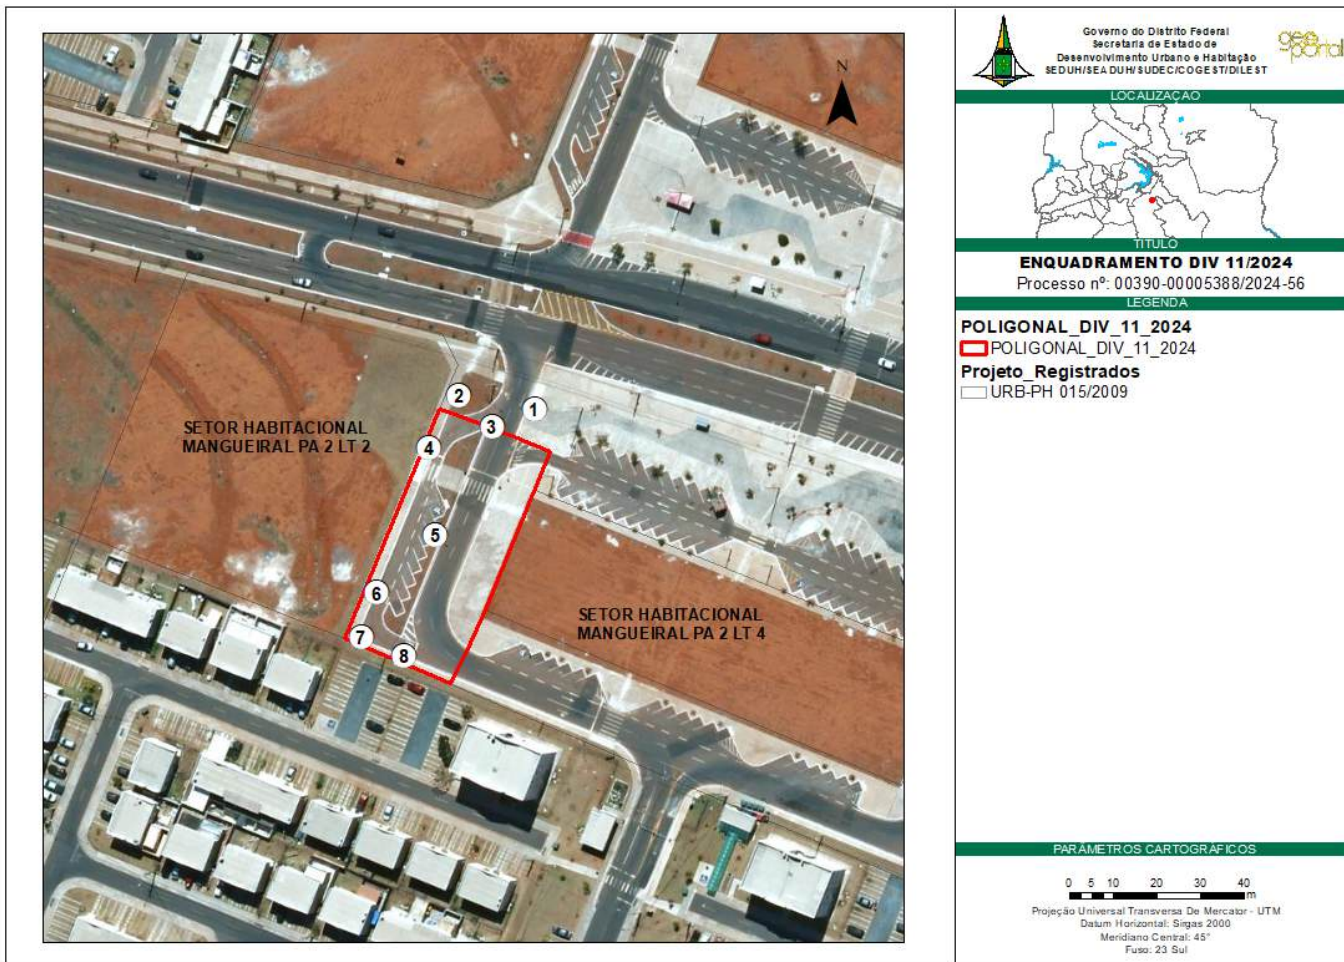 N
2
1
3
SETOR HABITACIONAL
MANGUEIRAL PA 2 LT 2
4
5
6
SETOR HABITACIONAL
MANGUEIRAL PA 2 LT 4
7
8
Governo do Distrito Federal
Secretaria de Estado de
Desenvolvimento Urbano e Habitação
SEDUH/SEADUH/SUDEC/COGEST/DILEST
geo
portal
LOCALIZAÇÃO
TÍTULO
ENQUADRAMENTO DIV 11/2024
Processo nº: 00390-00005388/2024-56
LEGENDA
POLIGONAL_DIV_11_2024
POLIGONAL_DIV_11_2024
Projeto_Registrados
URB-PH 015/2009
PARÂMETROS CARTOGRÁFICOS
0 5 10 20 30 40
m
Projeção Universal Transversa De Mercator - UTM
Datum Horizontal: Sirgas 2000
Meridiano Central: 45°
Fuso: 23 Sul